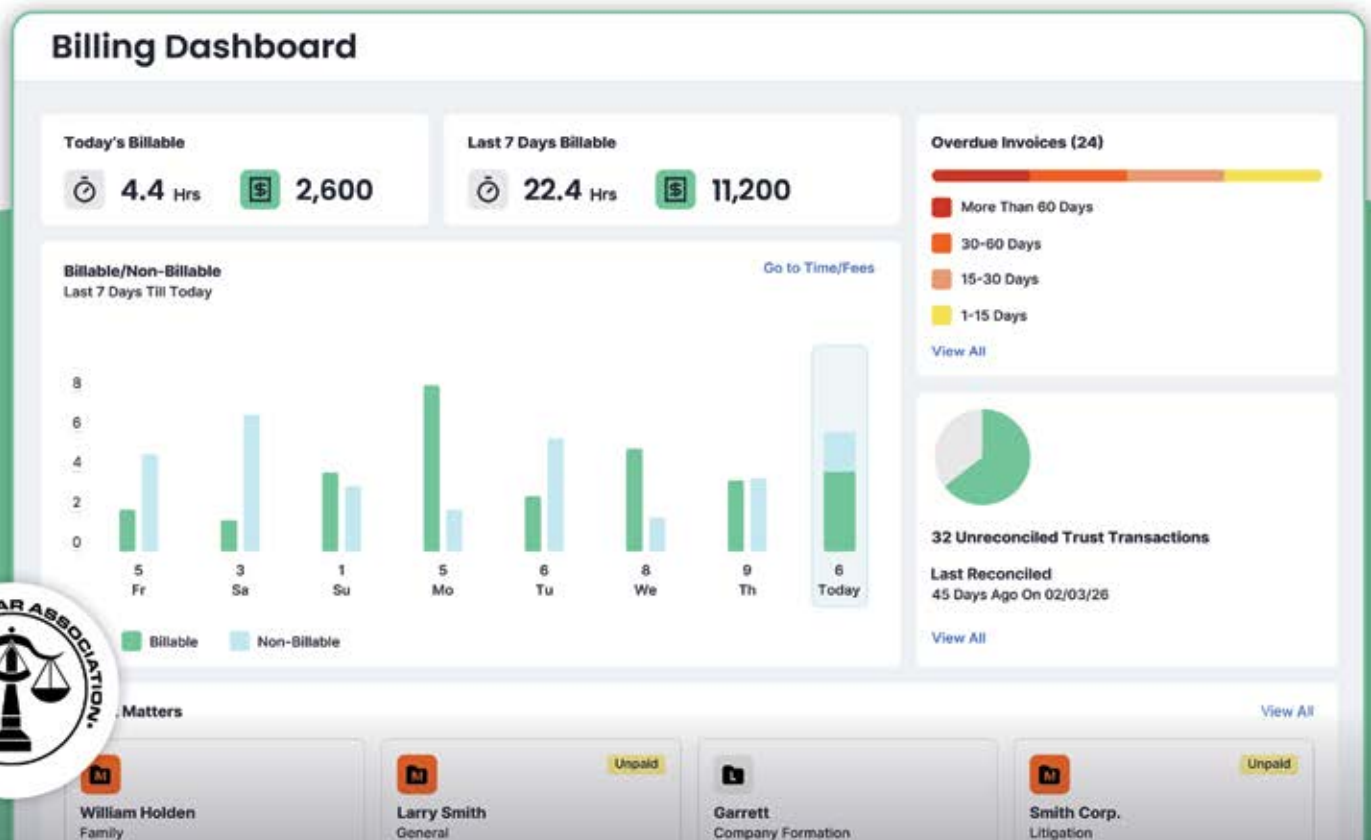 Billing Dashboard
Today's Billable
4.4 Hrs
$ 2,600
Last 7 Days Billable
22.4 Hrs
$ 11,200
Overdue Invoices (24)
More Than 60 Days
30-60 Days
15-30 Days
1-15 Days
View All
Billable/Non-Billable
Last 7 Days Till Today
Go to Time/Fees
8
6
4
2
0
5 3 1 5 6 8 9 6
Fr Sa Su Mo Tu We Th Today
Billable Non-Billable
32 Unreconciled Trust Transactions
Last Reconciled
45 Days Ago On 02/03/26
View All
AR ASSOCIATION.
Matters
View All
M
William Holden
Family
M
Unpaid
Larry Smith
General
L
Garrett
Company Formation
M
Unpaid
Smith Corp.
Litigation